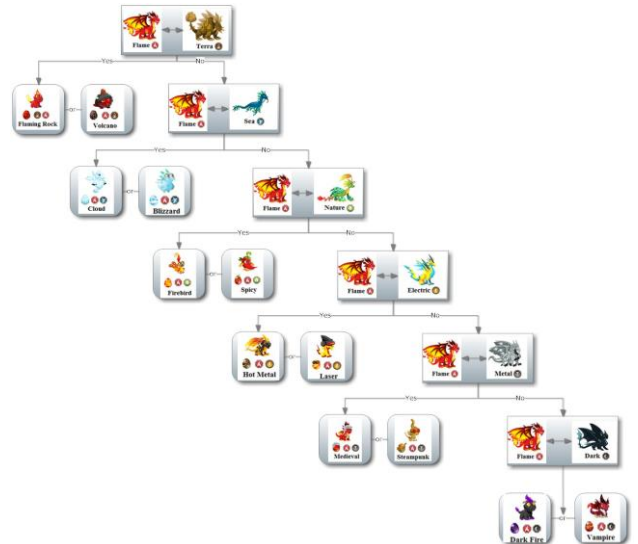 Flame Terra
Yes No
Flaming Rock or Volcano
Flame Sea
Yes No
Cloud or Blizzard
Flame Nature
Yes No
Firebird or Spicy
Flame Electric
Yes No
Hot Metal or Laser
Flame Metal
Yes No
Medieval or Steampunk
Flame Dark
Dark Fire or Vampire